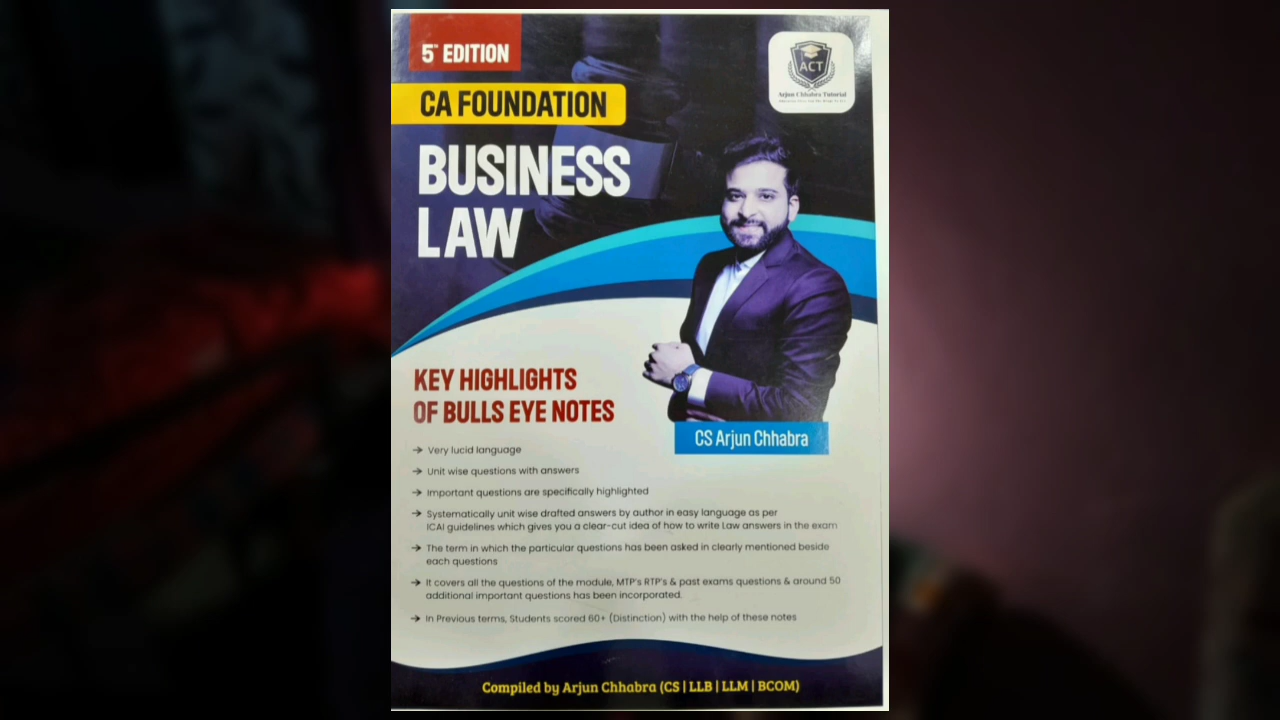 5TH EDITION
ACT
Arjun Chhabra Tutorial
CA FOUNDATION
BUSINESS
LAW
KEY HIGHLIGHTS
OF BULLS EYE NOTES
CS Arjun Chhabra
→ Very lucid language
→ Unit wise questions with answers
→ Important questions are specifically highlighted
→ Systematically unit wise drafted answers by author in easy language as per
ICAI guidelines which gives you a clear-cut idea of how to write Law answers in the exam
→ The term in which the particular questions has been asked in clearly mentioned beside
each questions
→ It covers all the questions of the module, MTP's RTP's & past exams questions & around 50
additional important questions has been incorporated.
→ In Previous terms, Students scored 60+ (Distinction) with the help of these notes
Compiled by Arjun Chhabra (CS | LLB | LLM | BCOM)